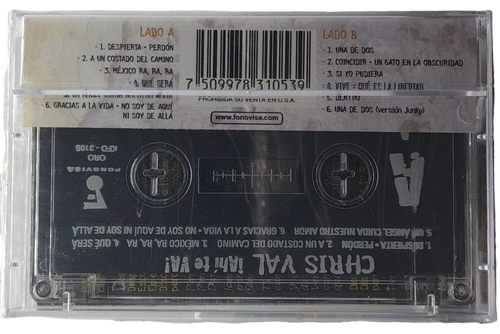 LADO A
· 1. DESPIERTA · PERDÓN
· 2. A UN COSTADO DEL CAMINO
· 3. MÉXICO RA, RA, RA
· 4. QUÉ SERÁ
· 6. GRACIAS A LA VIDA · NO SOY DE AQUÍ
NI SOY DE ALLÁ
7 509978 310539
PROHIBIDA SU VENTA EN U.S.A.
www.fonovisa.com
LADO B
· 1. UNA DE DOS
· 2. COINCIDIR · UN GATO EN LA OBSCURIDAD
· 3. SI YO PUDIERA
· 4. VIVE · QUÉ ES LA LIBERTAD
· 5. DENTRO
· 6. UNA DE DOS (versión Junky)
CHRIS VAL ¡Ahí te VA!
1. DESPIERTA · PERDÓN 2. A UN COSTADO DEL CAMINO 3. MÉXICO RA, RA, RA 4. QUÉ SERÁ
5. UN ÁNGEL CUIDA NUESTRO AMOR 6. GRACIAS A LA VIDA · NO SOY DE AQUÍ NI SOY DE ALLÁ
FONOVISA
ORO
A